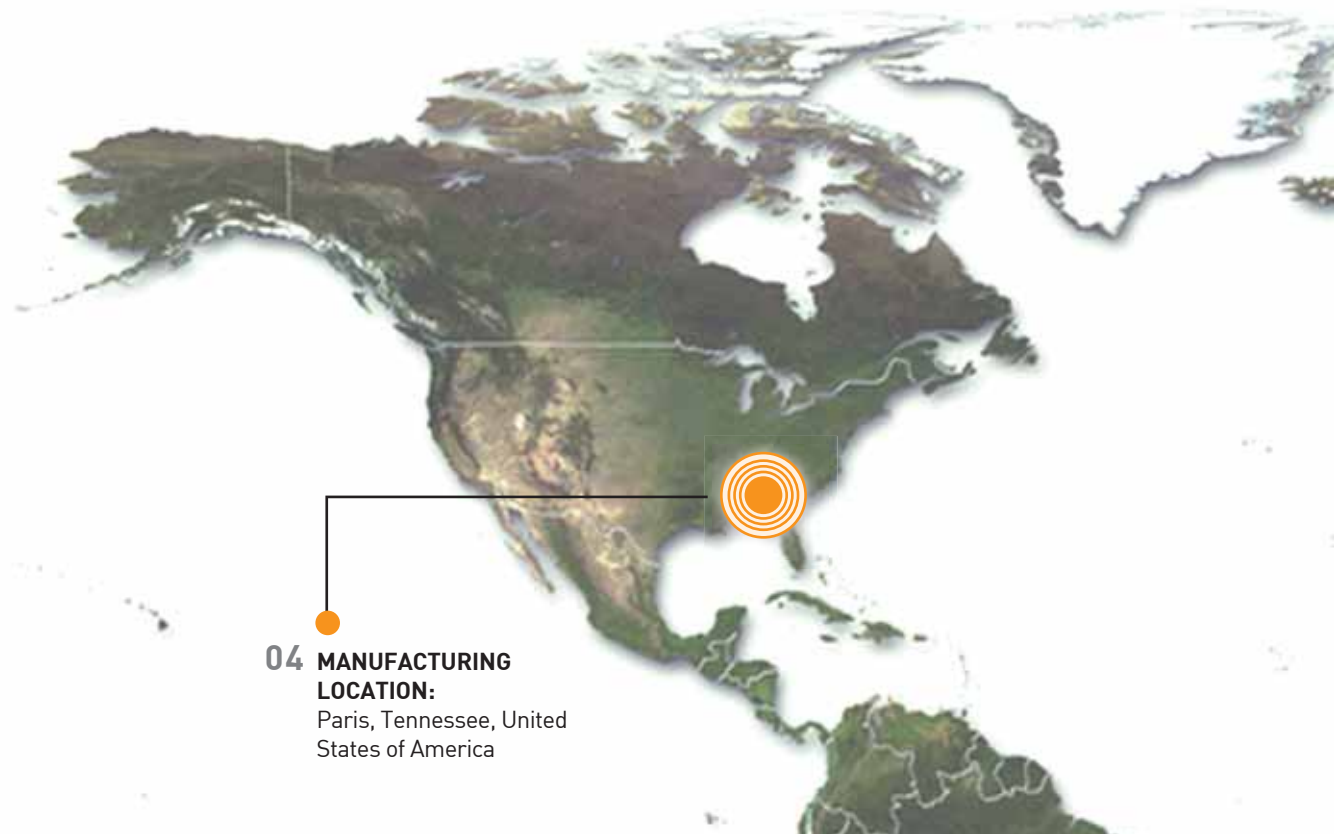 04 MANUFACTURING
LOCATION:
Paris, Tennessee, United
States of America